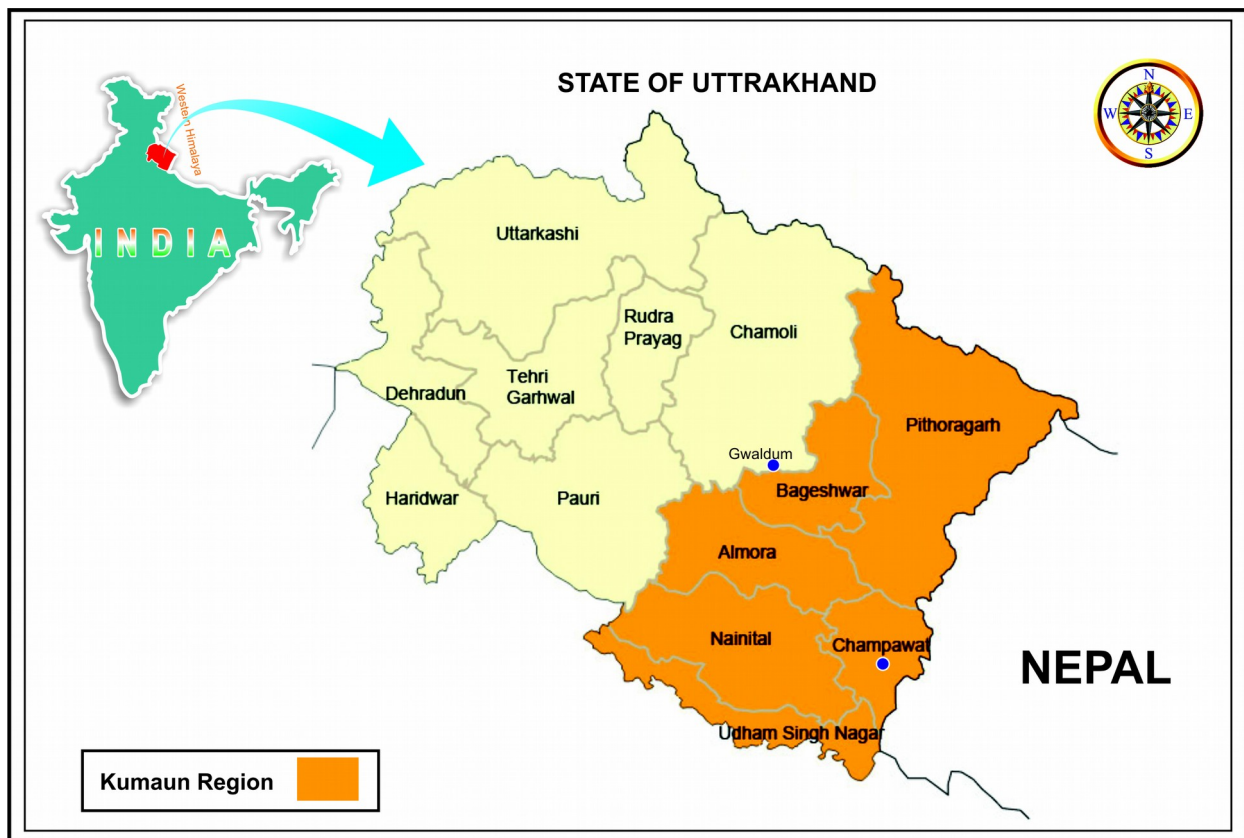 STATE OF UTTRAKHAND
N
W
E
S
Western Himalaya
INDIA
Uttarkashi
Rudra
Prayag
Chamoli
Tehri
Garhwal
Dehradun
Pithoragarh
Gwaldum
Haridwar
Pauri
Bageshwar
Almora
Nainital
Champawat
NEPAL
Udham Singh Nagar
Kumaun Region